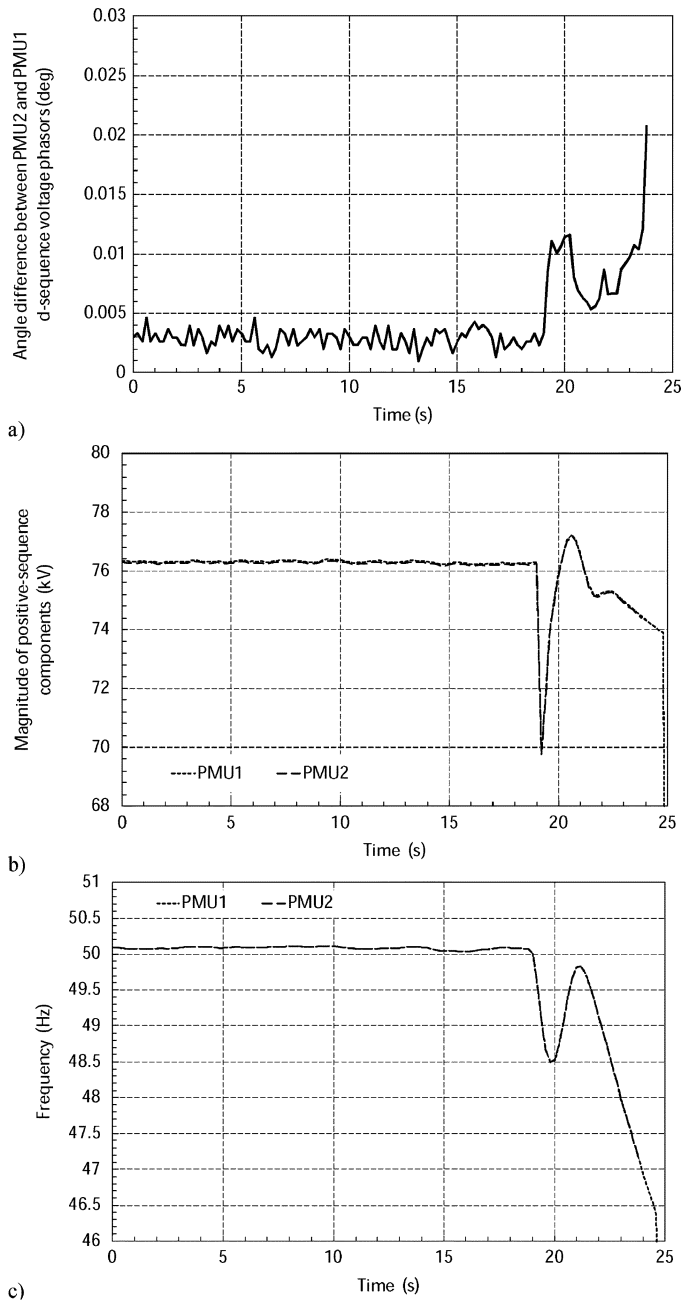 Angle difference between PMU2 and PMU1
d-sequence voltage phasors (deg)
0.03
0.025
0.02
0.015
0.01
0.005
0
0 5 10 15 20 25
Time (s)
a)
Magnitude of positive-sequence
components (kV)
80
78
76
74
72
70
68
PMU1 PMU2
0 5 10 15 20 25
Time (s)
b)
Frequency (Hz)
51
50.5
50
49.5
49
48.5
48
47.5
47
46.5
46
PMU1 PMU2
0 5 10 15 20 25
Time (s)
c)